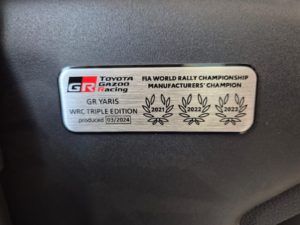 GR TOYOTA
GAZOO
Racing
FIA WORLD RALLY CHAMPIONSHIP
MANUFACTURERS' CHAMPION
GR YARIS
WRC TRIPLE EDITION
produced 03/2024
2021 2022 2023